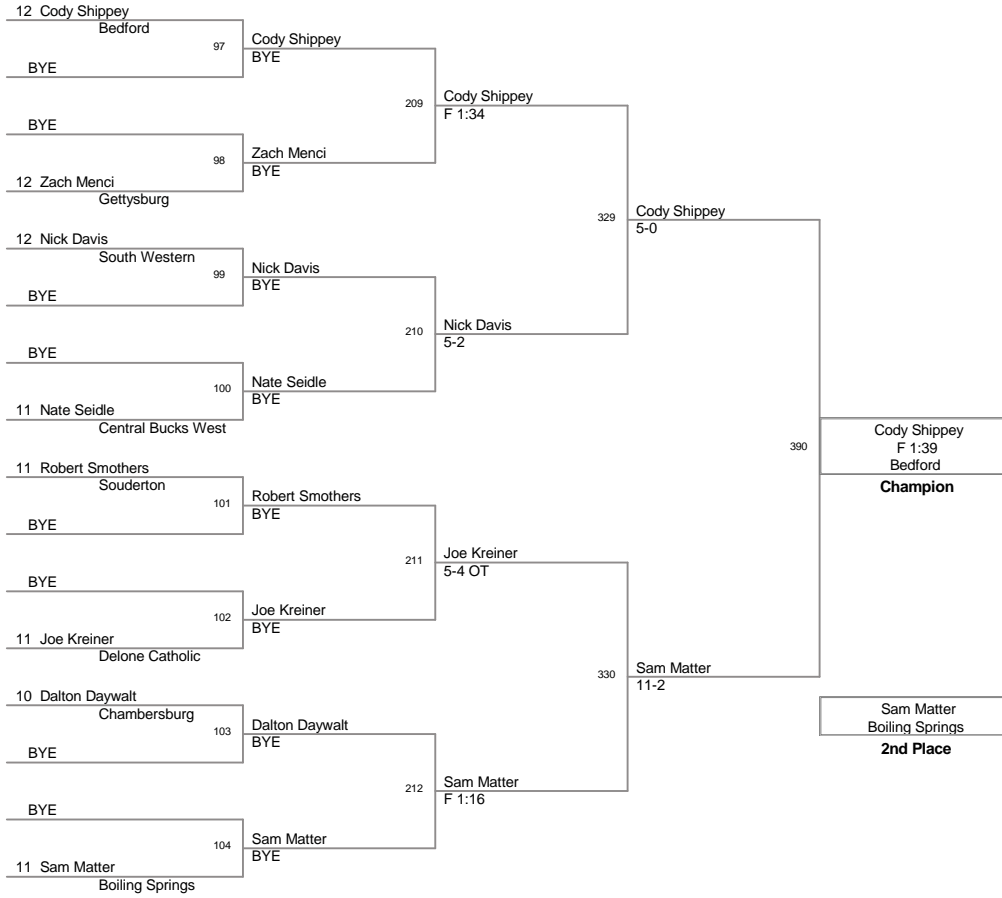 12 Cody Shippey
Bedford
97
BYE
Cody Shippey
BYE
BYE
98
12 Zach Menci
Gettysburg
Zach Menci
BYE
209
Cody Shippey
F 1:34
12 Nick Davis
South Western
99
BYE
Nick Davis
BYE
BYE
100
11 Nate Seidle
Central Bucks West
Nate Seidle
BYE
210
Nick Davis
5-2
329
Cody Shippey
5-0
11 Robert Smothers
Souderton
101
BYE
Robert Smothers
BYE
BYE
102
11 Joe Kreiner
Delone Catholic
Joe Kreiner
BYE
211
Joe Kreiner
5-4 OT
10 Dalton Daywalt
Chambersburg
103
BYE
Dalton Daywalt
BYE
BYE
104
11 Sam Matter
Boiling Springs
Sam Matter
BYE
212
Sam Matter
F 1:16
330
Sam Matter
11-2
390
Cody Shippey
F 1:39
Bedford
Champion
Sam Matter
Boiling Springs
2nd Place